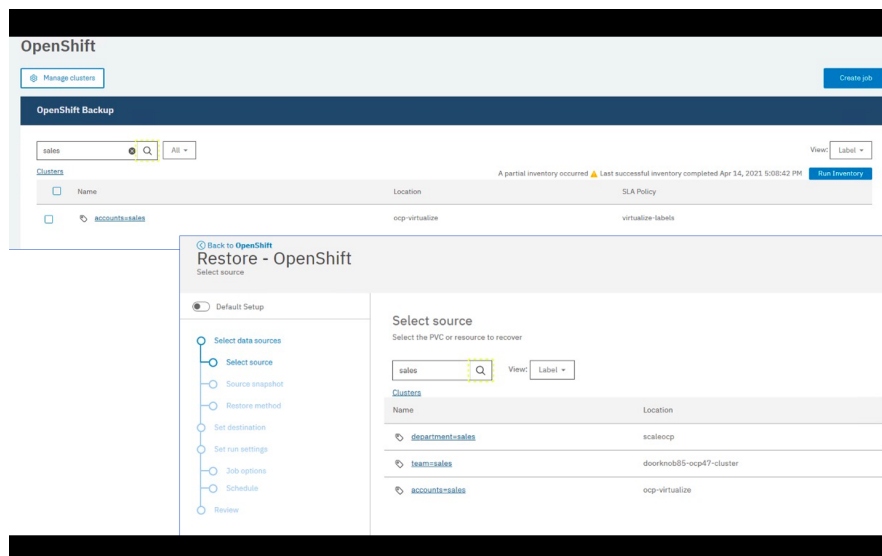 OpenShift
Manage clusters
Create job
OpenShift Backup
sales
All
View: Label
Clusters
A partial inventory occurred Last successful inventory completed Apr 14, 2021 5:08:42 PM Run Inventory
Name Location SLA Policy
accounts=sales ocp-virtualize virtualize-labels
Back to OpenShift
Restore - OpenShift
Select source
Default Setup
Select data sources
Select source
Source snapshot
Restore method
Set destination
Set run settings
Job options
Schedule
Review
Select source
Select the PVC or resource to recover
sales View: Label
Clusters
Name Location
department=sales scaleocp
team=sales doorknob85-ocp47-cluster
accounts=sales ocp-virtualize